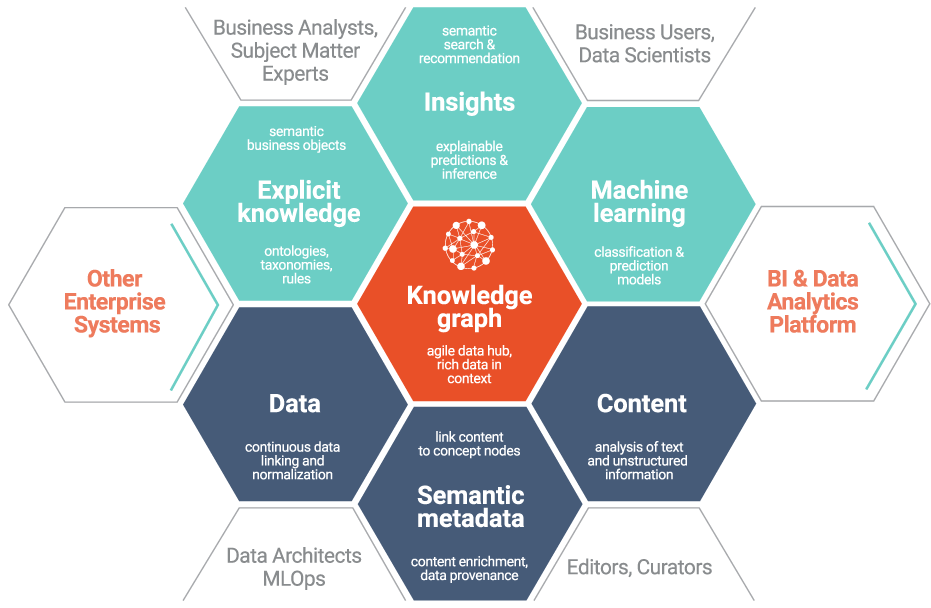 Business Analysts,
Subject Matter
Experts
semantic
search &
recommendation
Insights
explainable
predictions &
inference
Business Users,
Data Scientists
semantic
business objects
Explicit
knowledge
ontologies,
taxonomies,
rules
Machine
learning
classification &
prediction
models
Other
Enterprise
Systems
Knowledge
graph
agile data hub,
rich data in
context
BI & Data
Analytics
Platform
Data
continuous data
linking and
normalization
link content
to concept nodes
Semantic
metadata
content enrichment,
data provenance
Content
analysis of text
and unstructured
information
Data Architects
MLOps
Editors, Curators